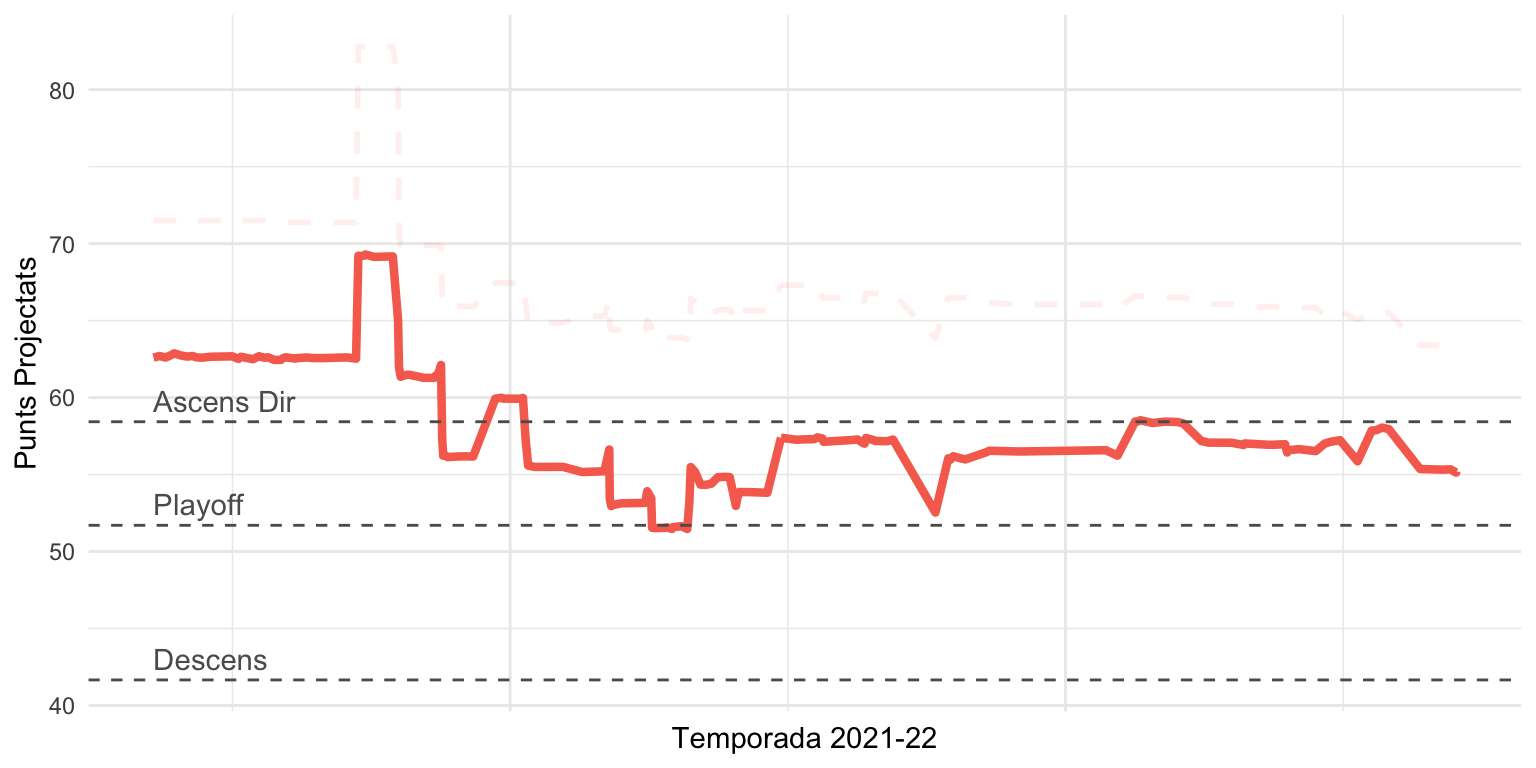 80
70
60
50
40
Punts Projectats
Ascens Dir
Playoff
Descens
Temporada 2021-22